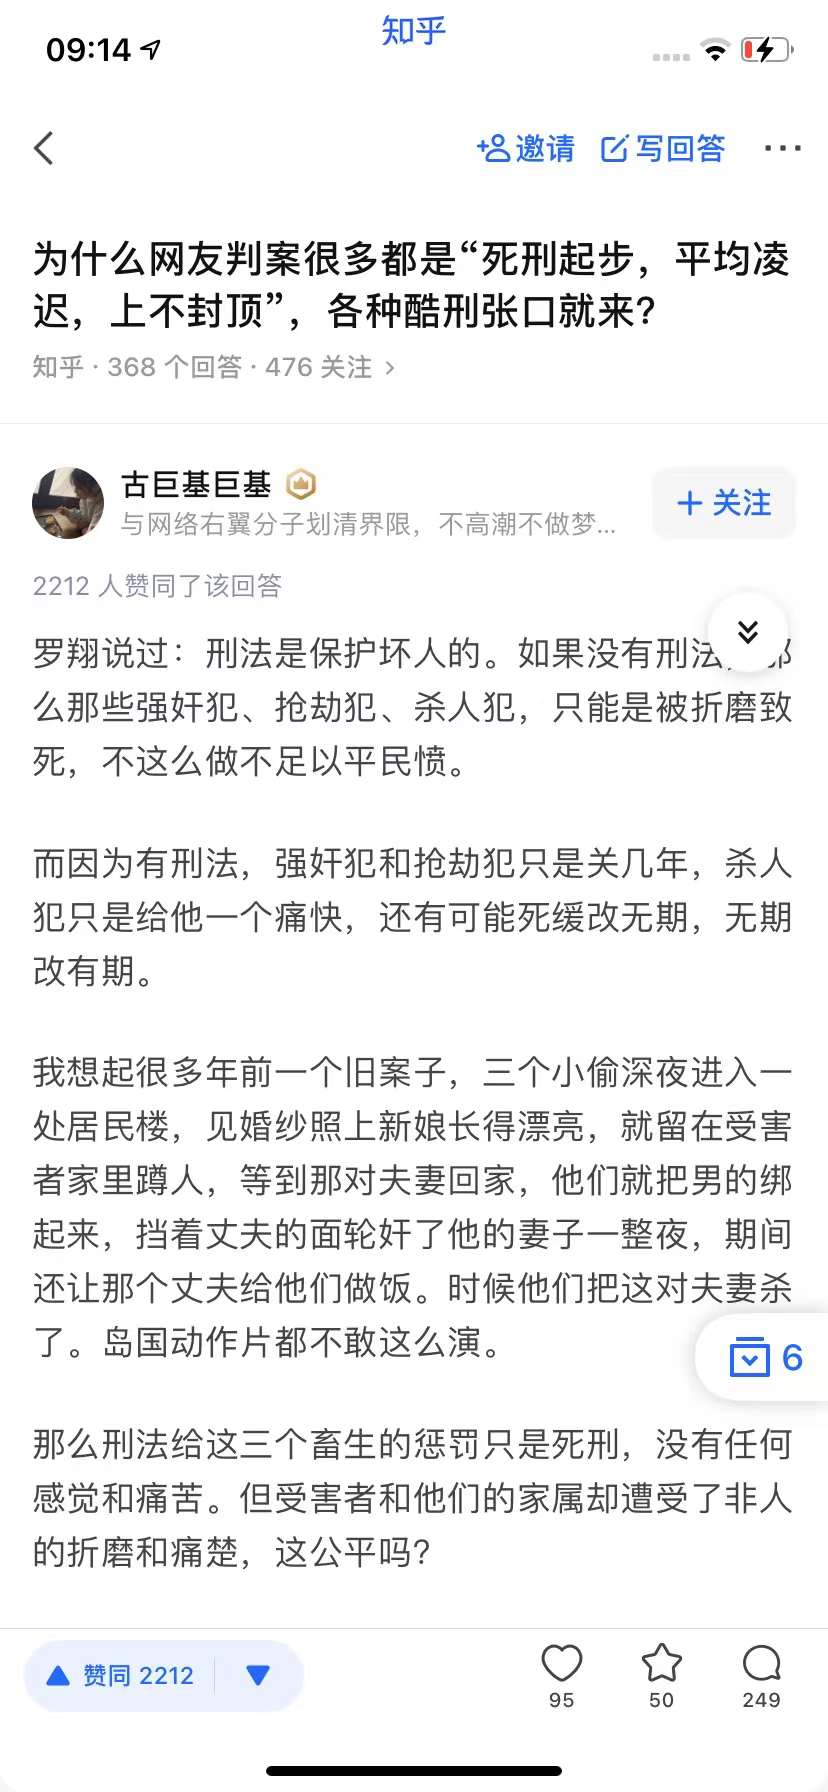 09:14
知乎
邀请 写回答
为什么网友判案很多都是“死刑起步，平均凌
迟，上不封顶”，各种酷刑张口就来?
知乎 · 368 个回答 · 476 关注
古巨基巨基
与网络右翼分子划清界限，不高潮不做梦...
关注
2212 人赞同了该回答
罗翔说过：刑法是保护坏人的。如果没有刑法
么那些强奸犯、抢劫犯、杀人犯，只能是被折磨致
死，不这么做不足以平民愤。
而因为有刑法，强奸犯和抢劫犯只是关几年，杀人
犯只是给他一个痛快，还有可能死缓改无期，无期
改有期。
我想起很多年前一个旧案子，三个小偷深夜进入一
处居民楼，见婚纱照上新娘长得漂亮，就留在受害
者家里蹲人，等到那对夫妻回家，他们就把男的绑
起来，挡着丈夫的面轮奸了他的妻子一整夜，期间
还让那个丈夫给他们做饭。时候他们把这对夫妻杀
了。岛国动作片都不敢这么演。
6
那么刑法给这三个畜生的惩罚只是死刑，没有任何
感觉和痛苦。但受害者和他们的家属却遭受了非人
的折磨和痛楚，这公平吗?
赞同 2212
95 50 249